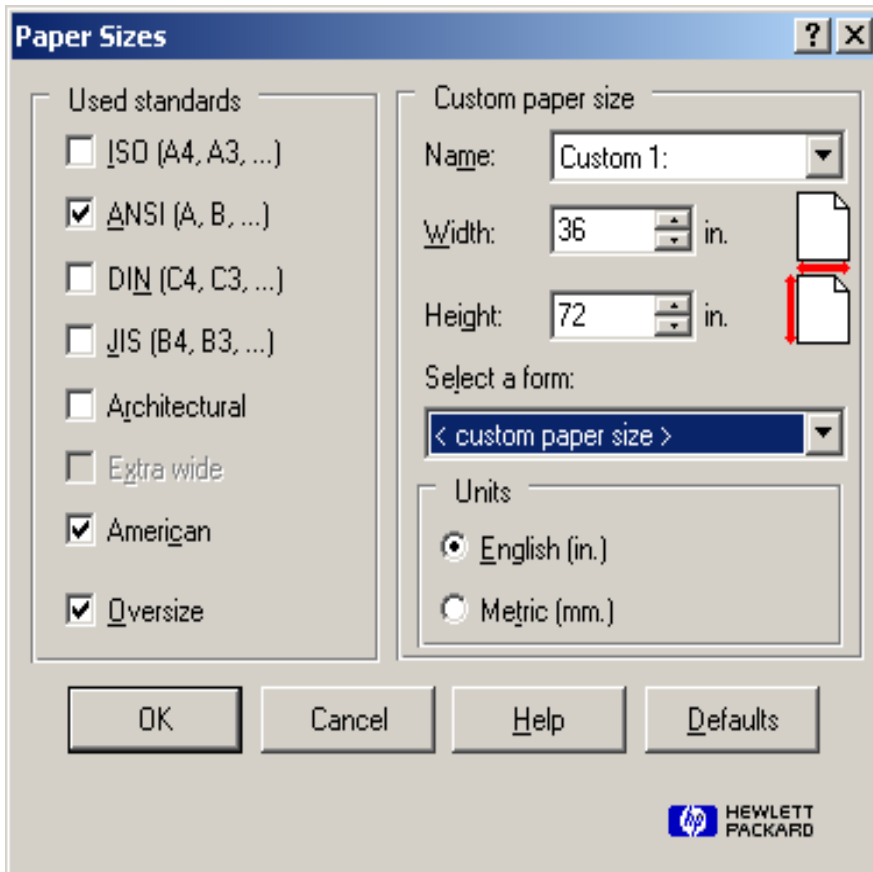 Paper Sizes
Used standards
ISO (A4, A3, ...)
ANSI (A, B, ...)
DIN (C4, C3, ...)
JIS (B4, B3, ...)
Architectural
Extra wide
American
Oversize
Custom paper size
Name: Custom 1:
Width: 36 in.
Height: 72 in.
Select a form:
< custom paper size >
Units
English (in.)
Metric (mm.)
OK Cancel Help Defaults
hp HEWLETT
PACKARD